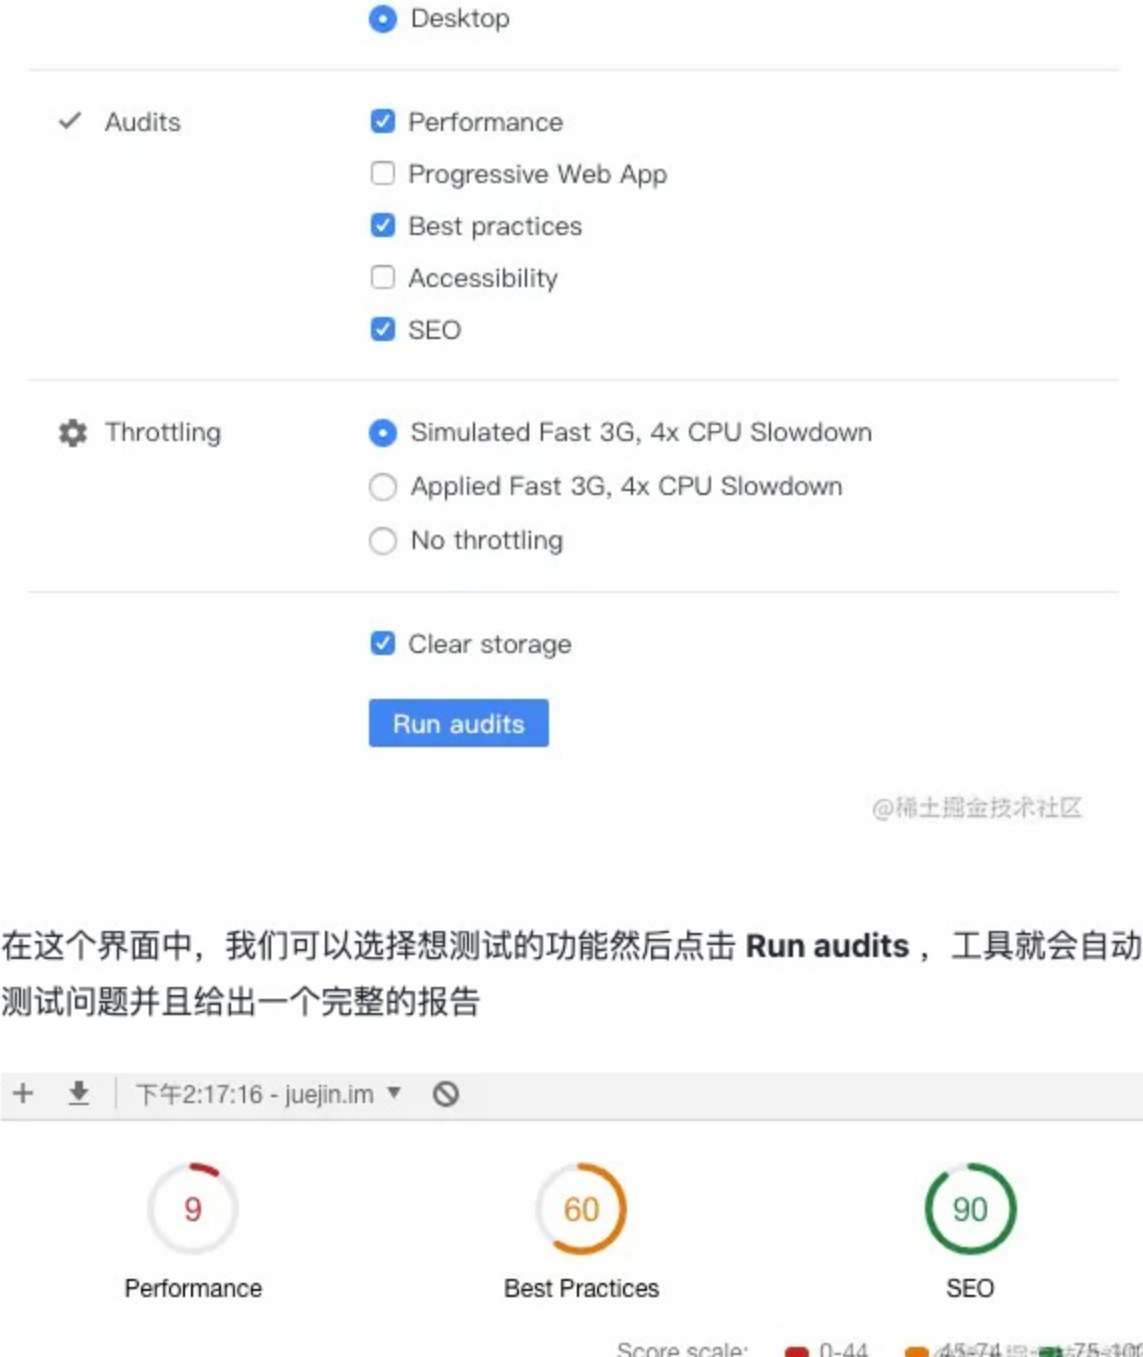 Desktop
Audits
Performance
Progressive Web App
Best practices
Accessibility
SEO
Throttling
Simulated Fast 3G, 4x CPU Slowdown
Applied Fast 3G, 4x CPU Slowdown
No throttling
Clear storage
Run audits
@稀土掘金技术社区
在这个界面中，我们可以选择想测试的功能然后点击 Run audits ，工具就会自动
测试问题并且给出一个完整的报告
下午2:17:16 - juejin.im
9 60 90
Performance Best Practices SEO
Score scale: 0-44 45-74 75-100